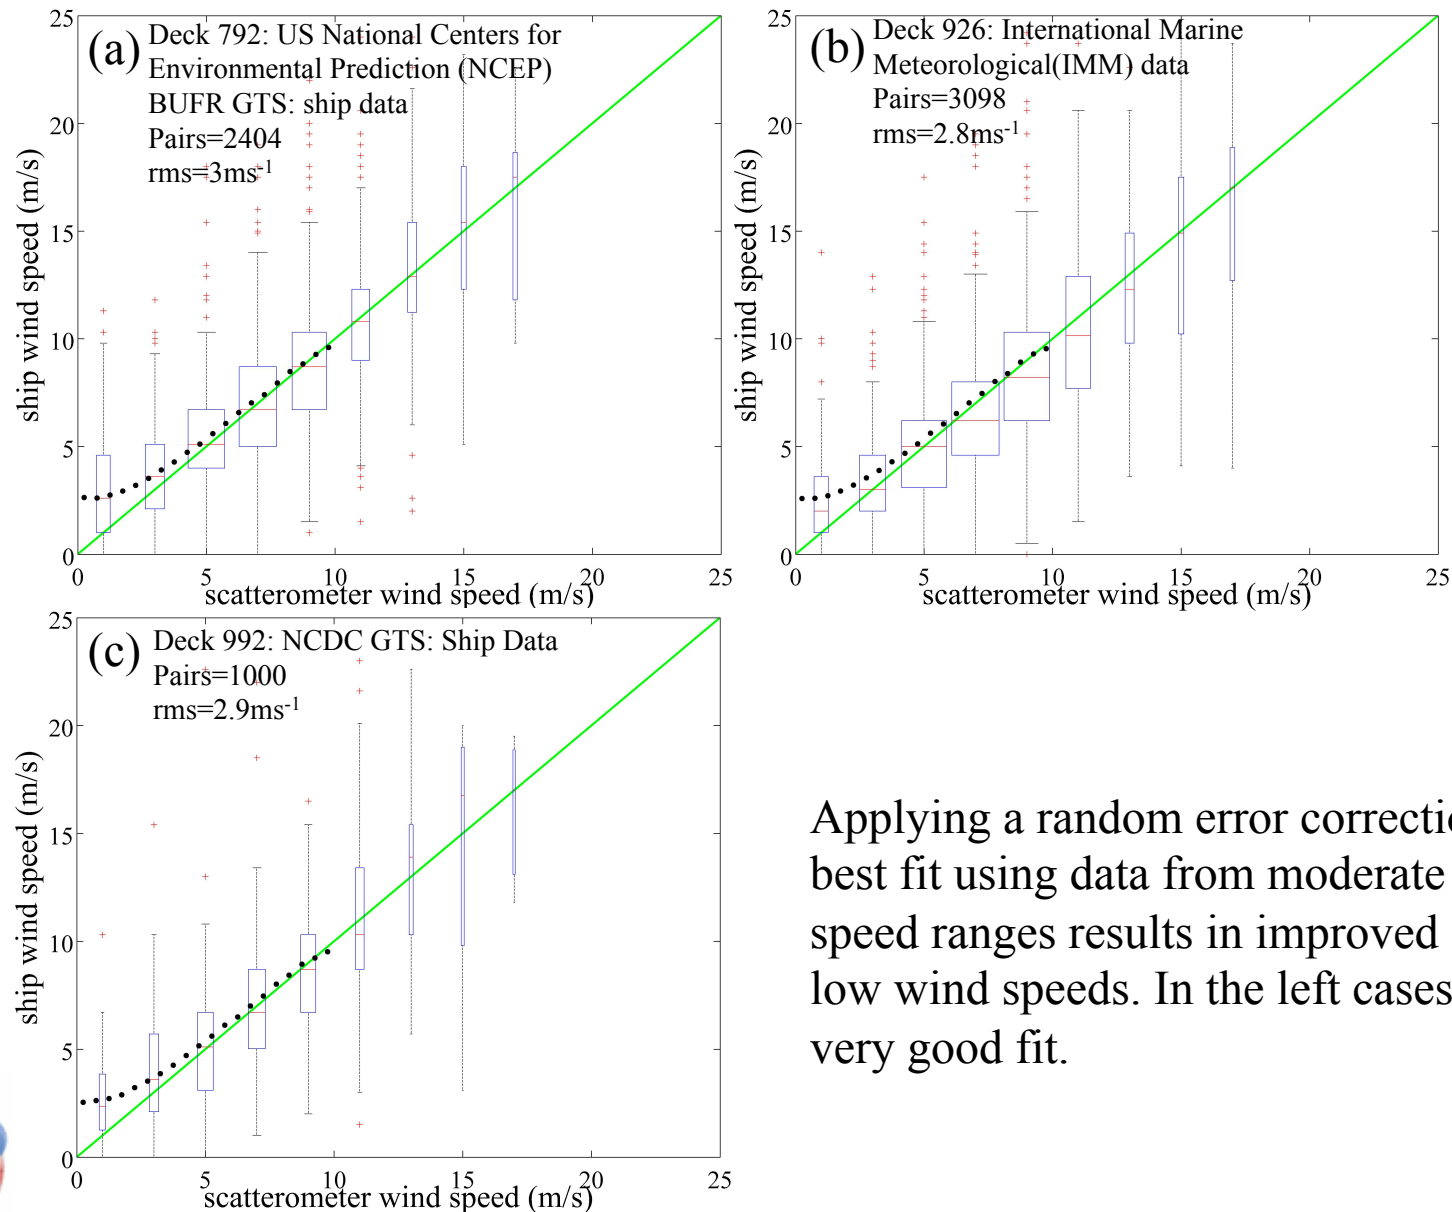 (a) Deck 792: US National Centers for
Environmental Prediction (NCEP)
BUFR GTS: ship data
Pairs=2404
rms=3ms-1
25
20
15
10
5
0
ship wind speed (m/s)
0 5 10 15 20 25
scatterometer wind speed (m/s)
(b) Deck 926: International Marine
Meteorological(IMM) data
Pairs=3098
rms=2.8ms-1
25
20
15
10
5
0
ship wind speed (m/s)
0 5 10 15 20 25
scatterometer wind speed (m/s)
(c) Deck 992: NCDC GTS: Ship Data
Pairs=1000
rms=2.9ms-1
25
20
15
10
5
0
ship wind speed (m/s)
0 5 10 15 20 25
scatterometer wind speed (m/s)
Applying a random error correctio
best fit using data from moderate
speed ranges results in improved
low wind speeds. In the left cases
very good fit.